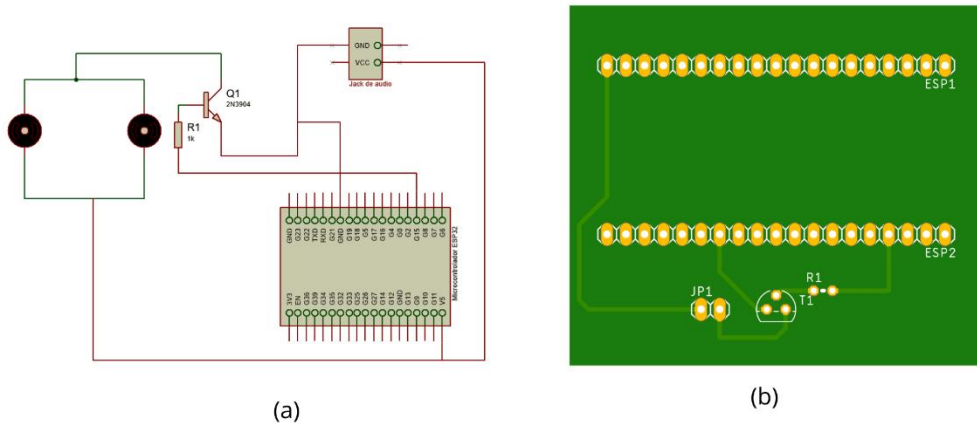 GND
VCC
Jack de audio
Q1
2N3904
R1
1k
GND
G23
G22
TXD
RXD
G21
GND
G19
G18
G5
G17
G16
G4
G0
G2
G15
G8
G7
G6
Microcontrolador ESP32
3V3
EN
G36
G39
G34
G35
G32
G33
G25
G26
G27
G14
G12
GND
G13
G9
G10
G11
V5
(a)
ESP1
ESP2
R1
JP1
T1
(b)